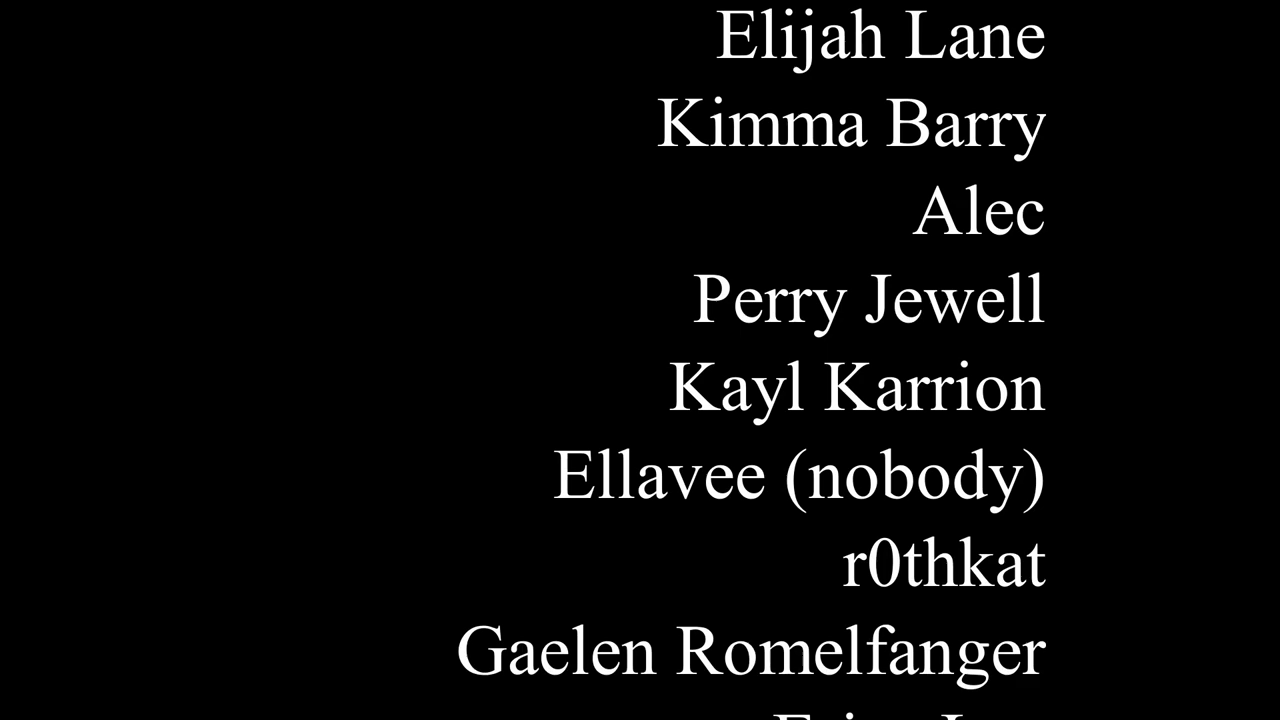 Elijah Lane
Kimma Barry
Alec
Perry Jewell
Kayl Karrion
Ellavee (nobody)
r0thkat
Gaelen Romelfanger